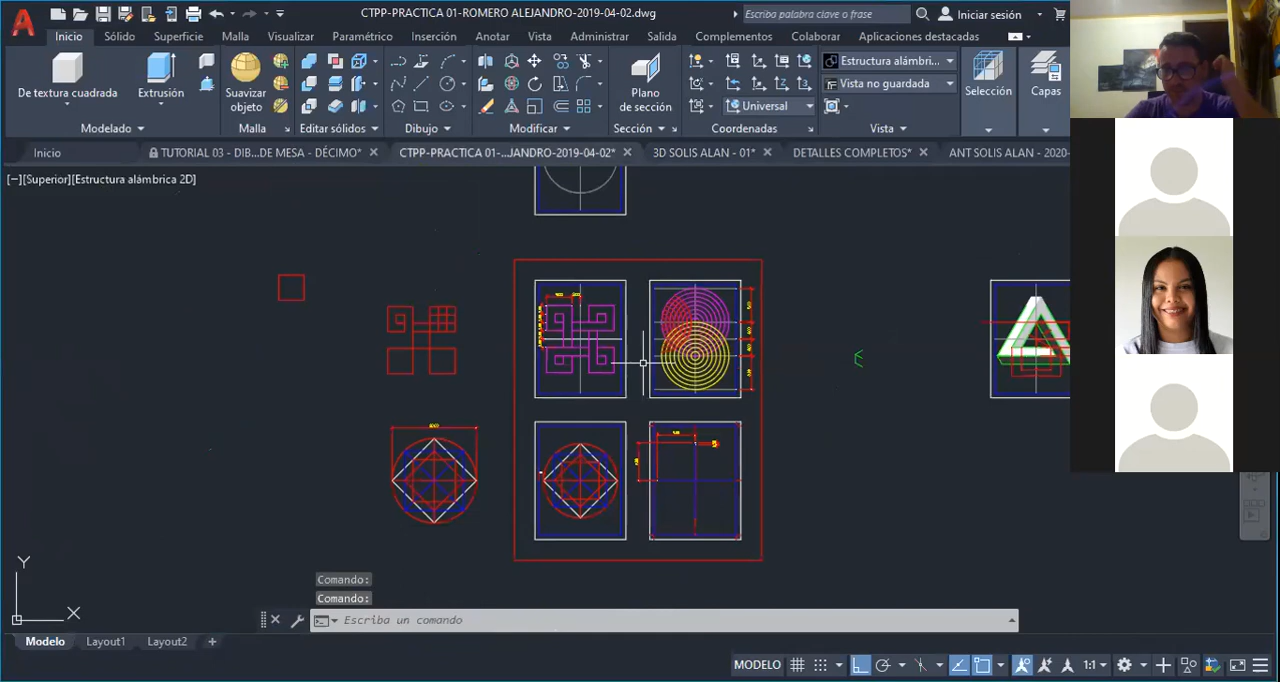 CTPP-PRACTICA 01-ROMERO ALEJANDRO-2019-04-02.dwg
Escriba palabra clave o frase
Iniciar sesión
Inicio Sólido Superficie Malla Visualizar Paramétrico Inserción Anotar Vista Administrar Salida Complementos Colaborar Aplicaciones destacadas
De textura cuadrada
Extrusión
Suavizar objeto
Plano de sección
Universal
Estructura alámbri...
Vista no guardada
Selección
Capas
Modelado Malla Editar sólidos Dibujo Modificar Sección Coordenadas Vista
Inicio
TUTORIAL 03 - DIB...DE MESA - DÉCIMO*
CTPP-PRACTICA 01-...JANDRO-2019-04-02*
3D SOLIS ALAN - 01*
DETALLES COMPLETOS*
ANT SOLIS ALAN - 2020-
[−][Superior][Estructura alámbrica 2D]
Y
X
Comando:
Comando:
Escriba un comando
Modelo Layout1 Layout2 +
MODELO
1:1